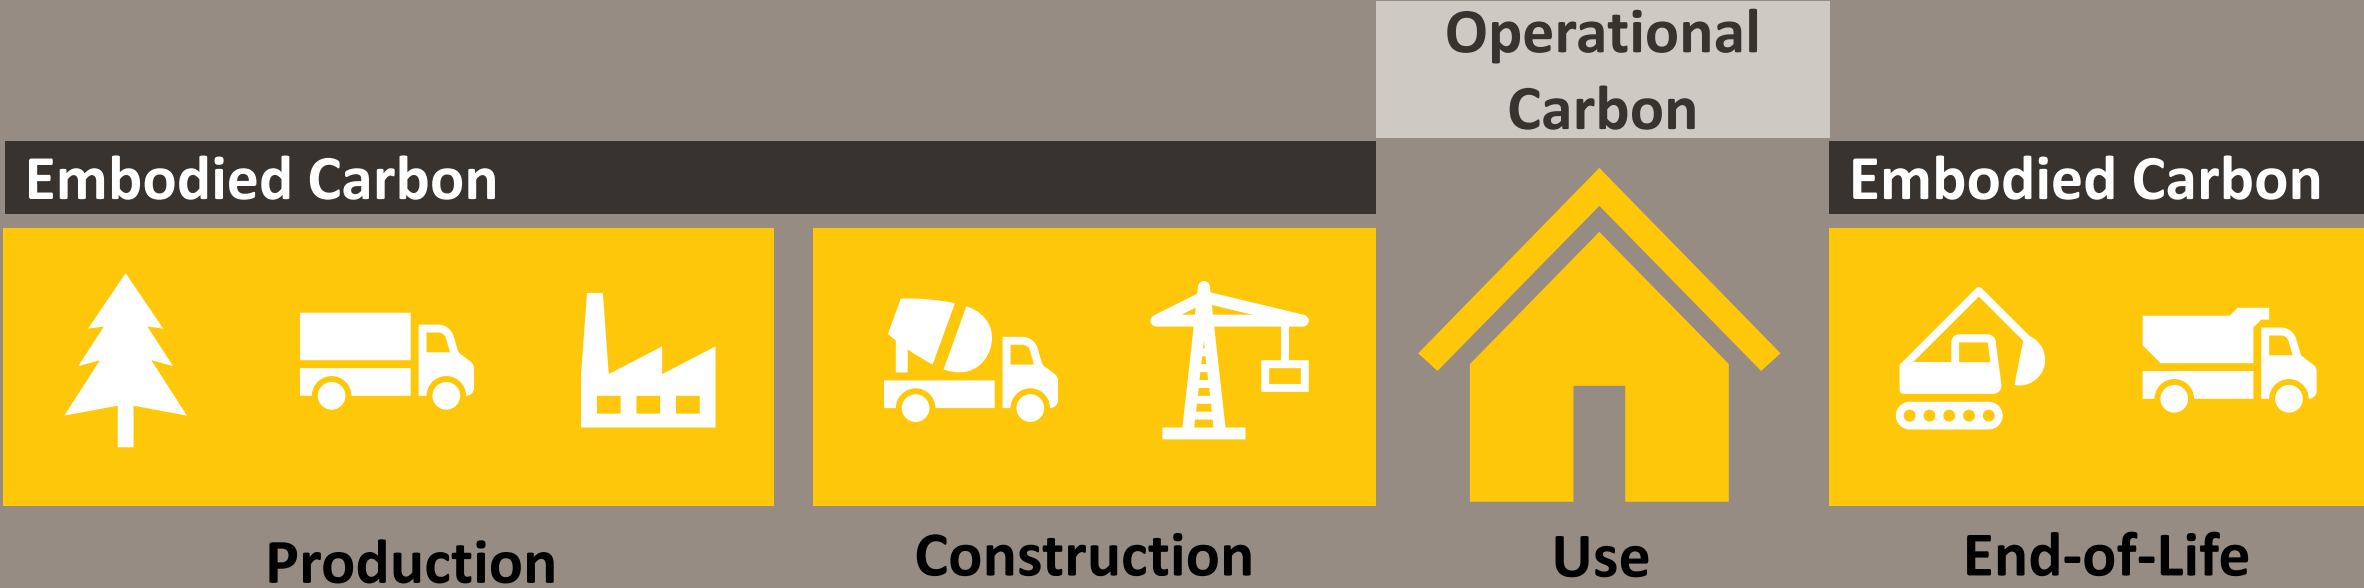 Operational
Carbon
Embodied Carbon
Embodied Carbon
Production
Construction
Use
End-of-Life